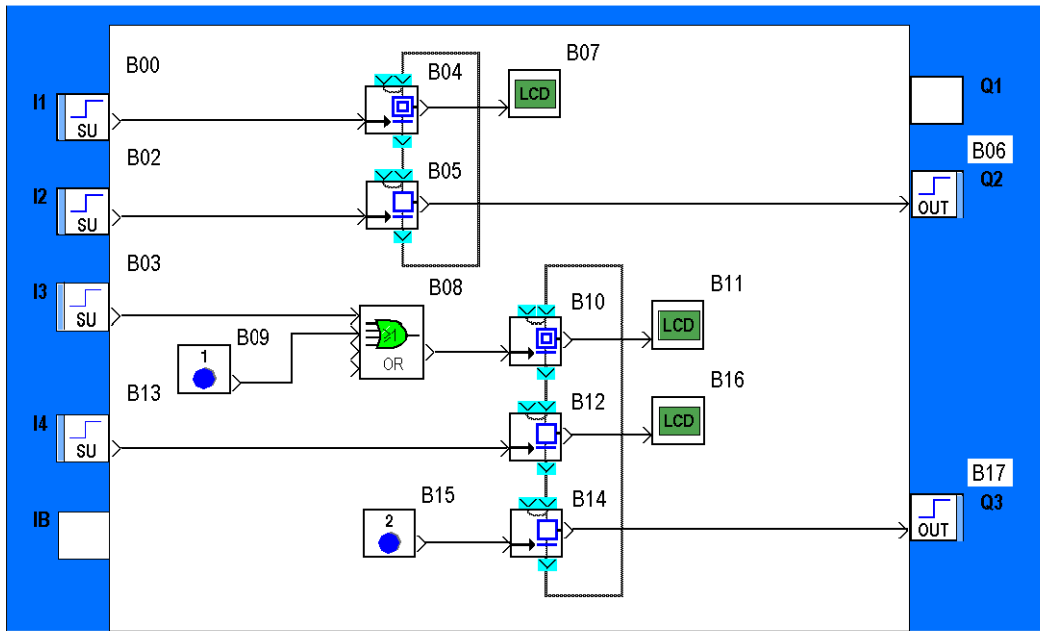 B00
B04
B07
I1
SU
LCD
Q1
B02
B05
B06
I2
SU
Q2
OUT
B03
B08
B10
B11
I3
SU
B09
≥1
OR
LCD
1
B13
B12
B16
I4
SU
LCD
B15
B14
B17
IB
2
Q3
OUT